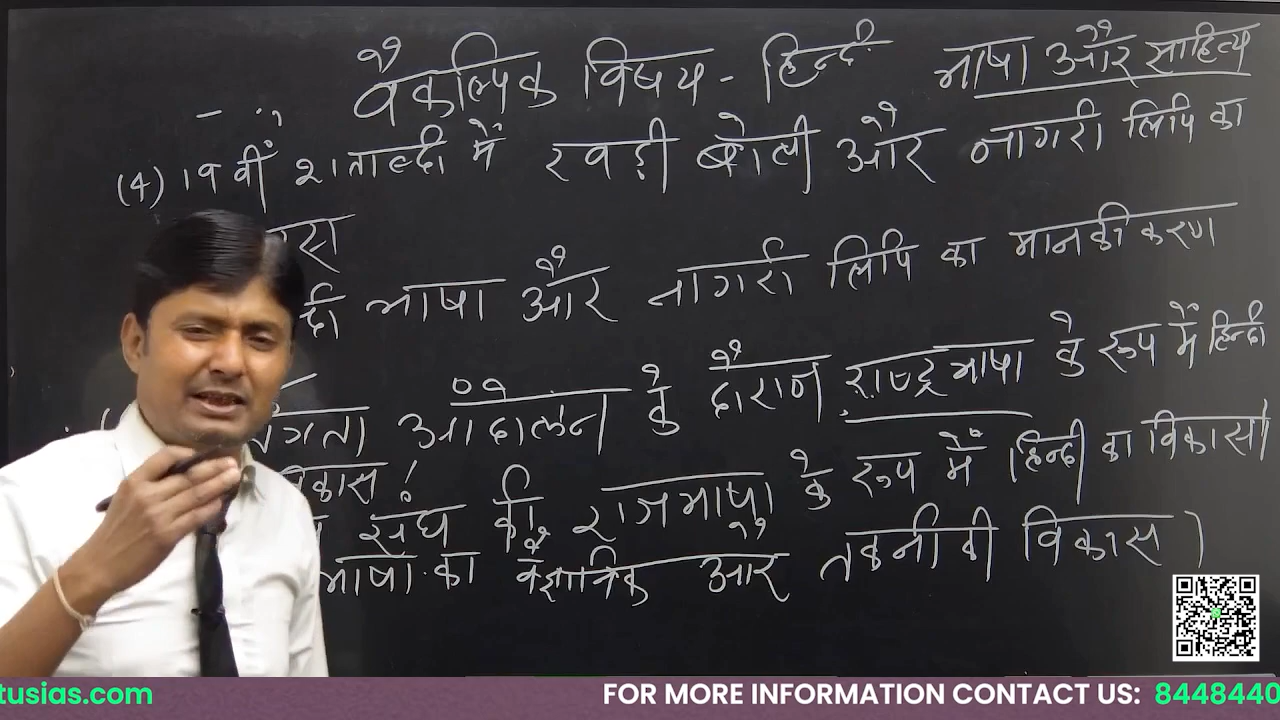 वैकल्पिक विषय - हिन्दी भाषा और साहित्य
(4) 19 वीं शताब्दी में खड़ी बोली और नागरी लिपि का
भाषा और नागरी लिपि का मानकीकरण
आंदोलन के दौरान राष्ट्रभाषा के रूप में हिन्दी
संघ की राजभाषा के रूप में हिन्दी का विकास।
भाषा का वैज्ञानिक और तकनीकी विकास)
tusias.com
FOR MORE INFORMATION CONTACT US: 8448440